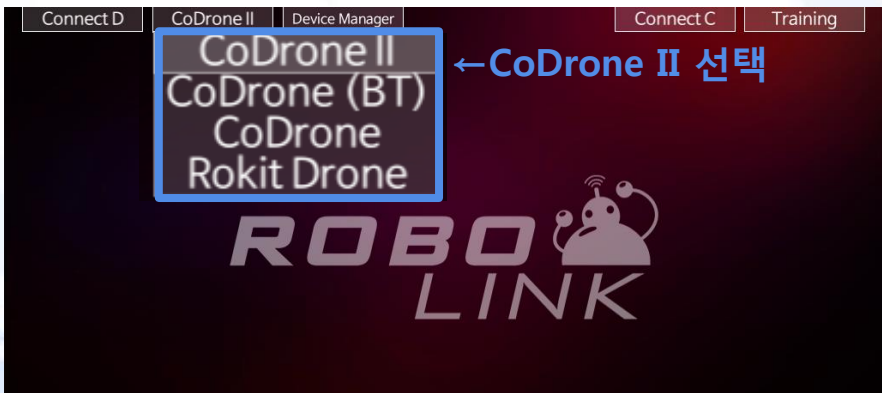 Connect D CoDrone II Device Manager Connect C Training
CoDrone II
←CoDrone II 선택
CoDrone (BT)
CoDrone
Rokit Drone
ROBO
LINK